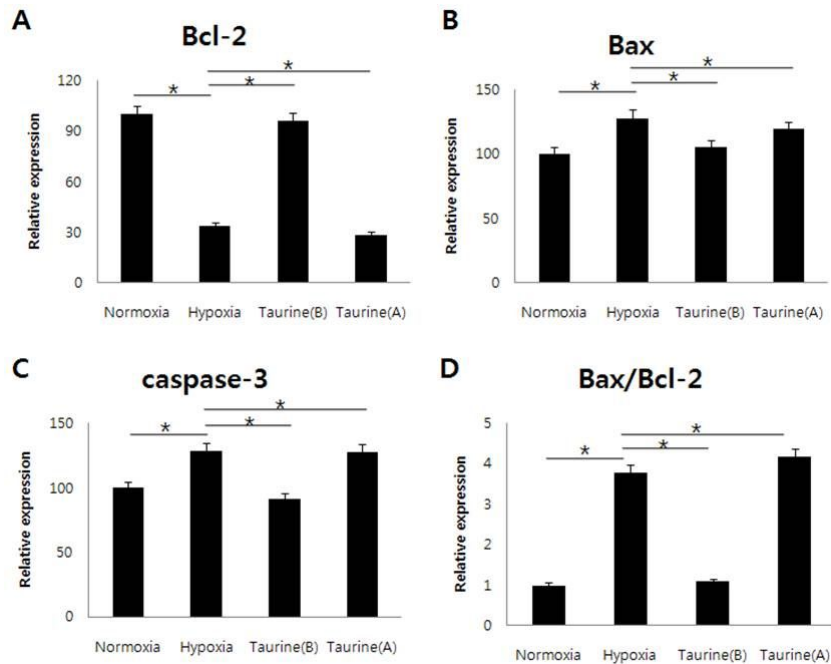 A
Bcl-2
*
*
*
Relative expression
120
90
60
30
0
Normoxia
Hypoxia
Taurine(B)
Taurine(A)
B
Bax
*
*
*
Relative expression
150
100
50
0
Normoxia
Hypoxia
Taurine(B)
Taurine(A)
C
caspase-3
*
*
*
Relative expression
150
100
50
0
Normoxia
Hypoxia
Taurine(B)
Taurine(A)
D
Bax/Bcl-2
*
*
*
Relative expression
5
4
3
2
1
0
Normoxia
Hypoxia
Taurine(B)
Taurine(A)